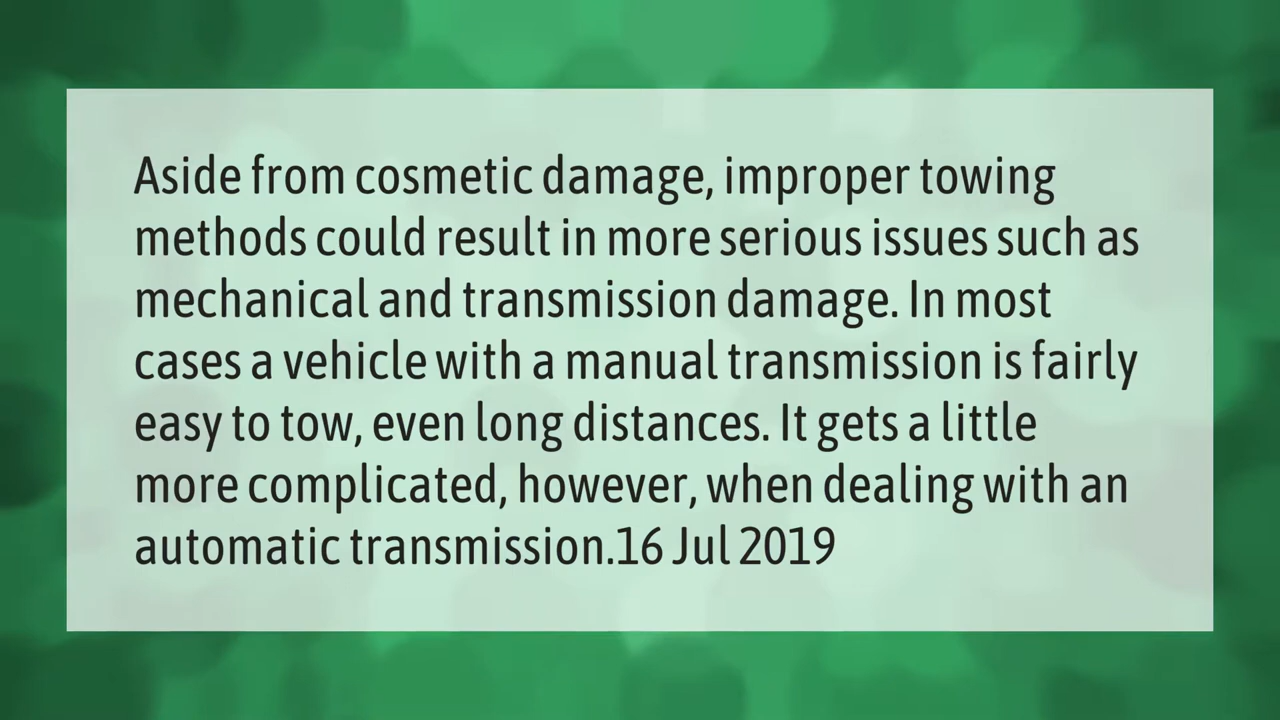 Aside from cosmetic damage, improper towing
methods could result in more serious issues such as
mechanical and transmission damage. In most
cases a vehicle with a manual transmission is fairly
easy to tow, even long distances. It gets a little
more complicated, however, when dealing with an
automatic transmission.16 Jul 2019